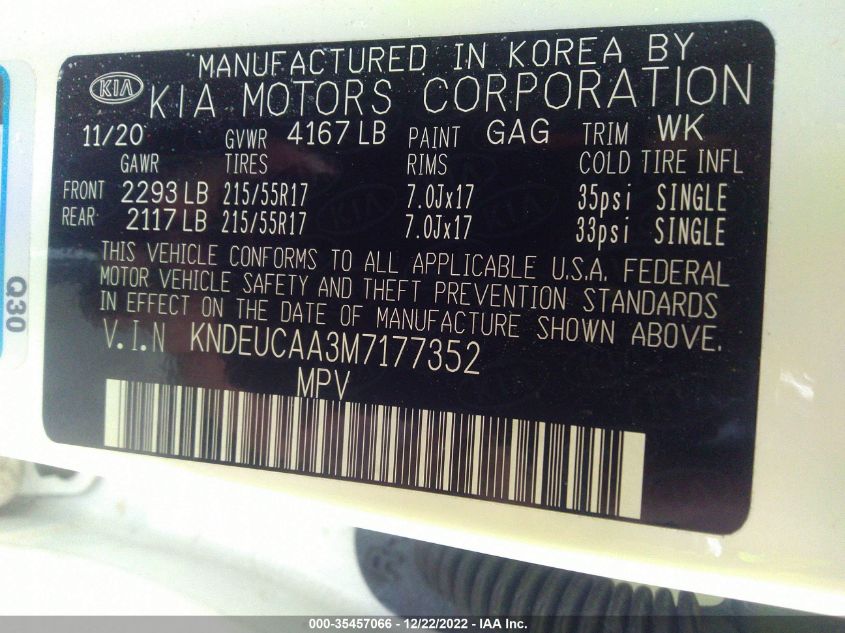 MANUFACTURED IN KOREA BY
KIA KIA MOTORS CORPORATION
11/20 GVWR 4167 LB PAINT GAG TRIM WK
GAWR TIRES RIMS COLD TIRE INFL
FRONT 2293 LB 215/55R17 7.0Jx17 35psi SINGLE
REAR 2117 LB 215/55R17 7.0Jx17 33psi SINGLE
THIS VEHICLE CONFORMS TO ALL APPLICABLE U.S.A. FEDERAL
MOTOR VEHICLE SAFETY AND THEFT PREVENTION STANDARDS
IN EFFECT ON THE DATE OF MANUFACTURE SHOWN ABOVE.
V.I.N KNDEUCAA3M7177352
MPV
Q30
000-35457066 - 12/22/2022 - IAA Inc.